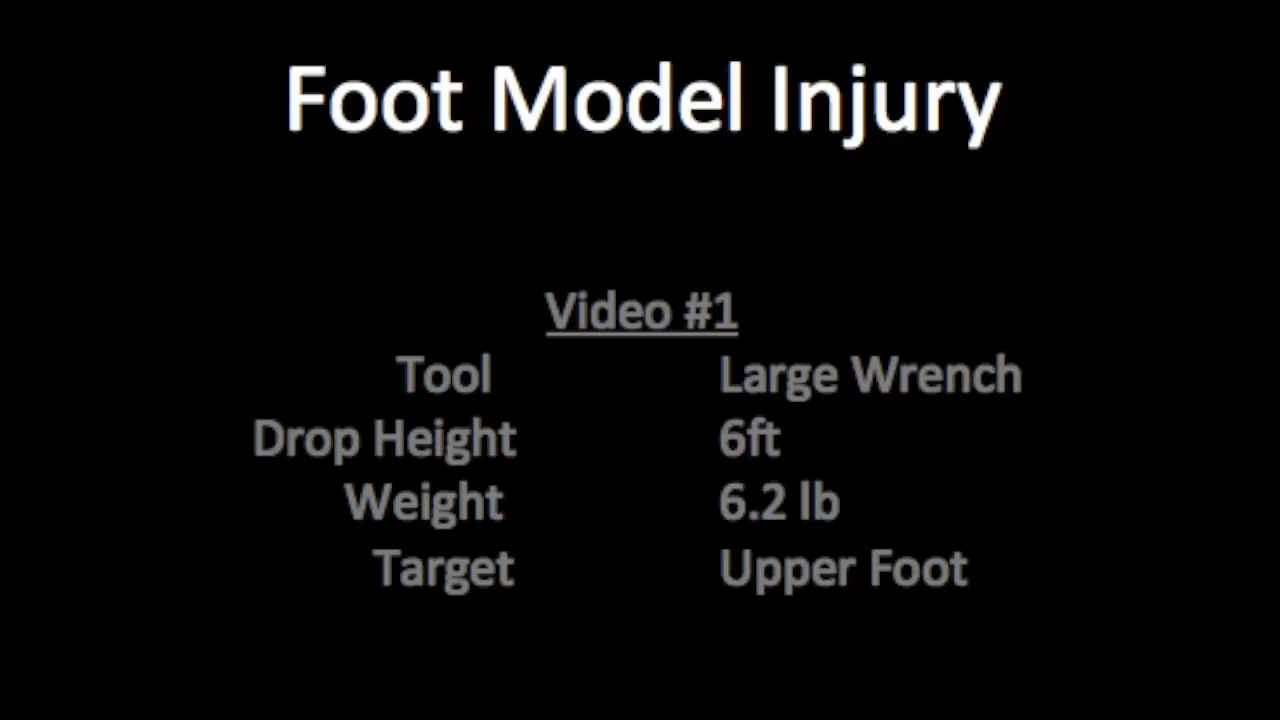 Foot Model Injury
Video #1
Tool Large Wrench
Drop Height 6ft
Weight 6.2 lb
Target Upper Foot